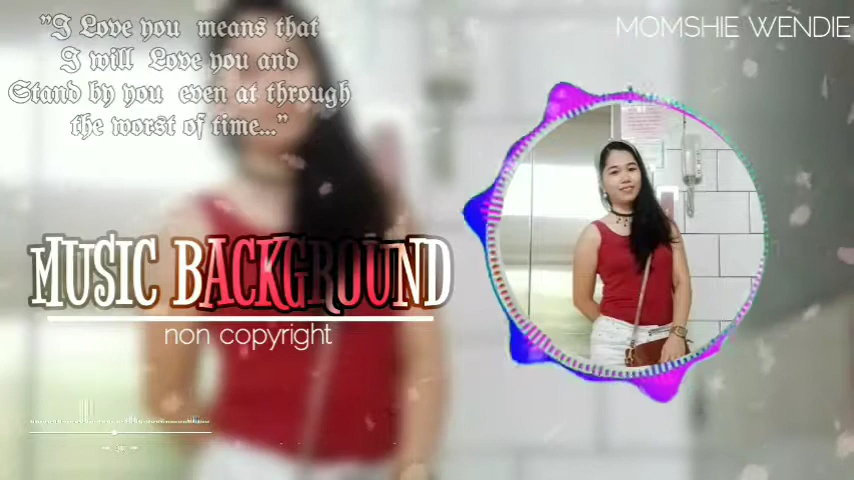 "I Love you means that
I will Love you and
Stand by you even at through
the worst of time..."
MOMSHIE WENDIE
MUSIC BACKGROUND
non copyright